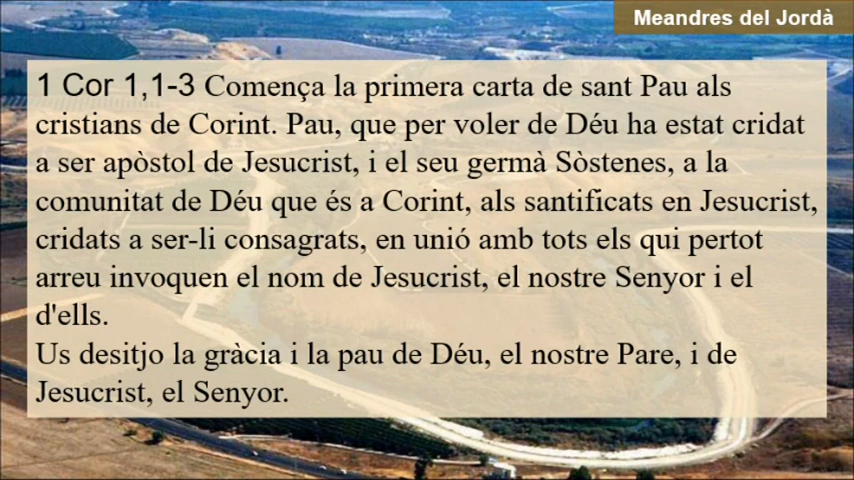 Meandres del Jordà
1 Cor 1,1-3 Comença la primera carta de sant Pau als
cristians de Corint. Pau, que per voler de Déu ha estat cridat
a ser apòstol de Jesucrist, i el seu germà Sòstenes, a la
comunitat de Déu que és a Corint, als santificats en Jesucrist,
cridats a ser-li consagrats, en unió amb tots els qui pertot
arreu invoquen el nom de Jesucrist, el nostre Senyor i el
d'ells.
Us desitjo la gràcia i la pau de Déu, el nostre Pare, i de
Jesucrist, el Senyor.